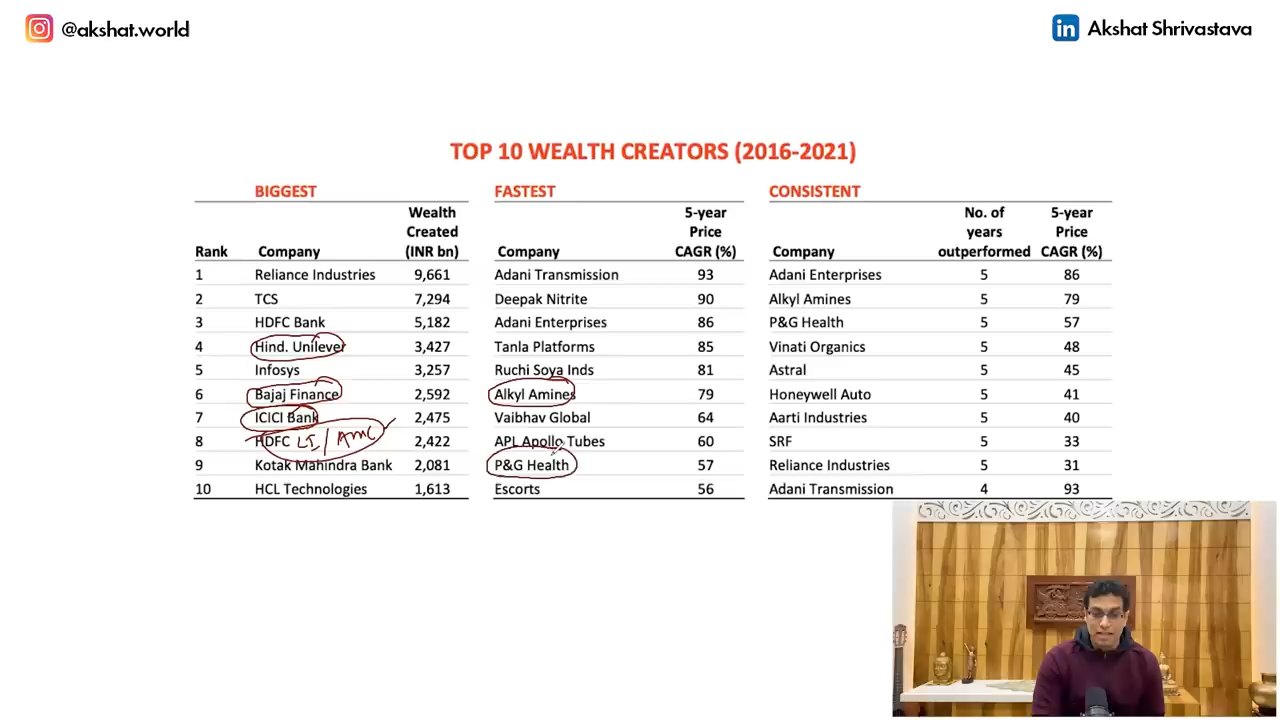 @akshat.world
in Akshat Shrivastava
TOP 10 WEALTH CREATORS (2016-2021)
BIGGEST FASTEST CONSISTENT
Wealth 5-year No. of 5-year
Created Price years Price
Rank Company (INR bn) Company CAGR (%) Company outperformed CAGR (%)
1 Reliance Industries 9,661 Adani Transmission 93 Adani Enterprises 5 86
2 TCS 7,294 Deepak Nitrite 90 Alkyl Amines 5 79
3 HDFC Bank 5,182 Adani Enterprises 86 P&G Health 5 57
4 Hind. Unilever 3,427 Tanla Platforms 85 Vinati Organics 5 48
5 Infosys 3,257 Ruchi Soya Inds 81 Astral 5 45
6 Bajaj Finance 2,592 Alkyl Amines 79 Honeywell Auto 5 41
7 ICICI Bank 2,475 Vaibhav Global 64 Aarti Industries 5 40
8 HDFC LI / AMC 2,422 APL Apollo Tubes 60 SRF 5 33
9 Kotak Mahindra Bank 2,081 P&G Health 57 Reliance Industries 5 31
10 HCL Technologies 1,613 Escorts 56 Adani Transmission 4 93